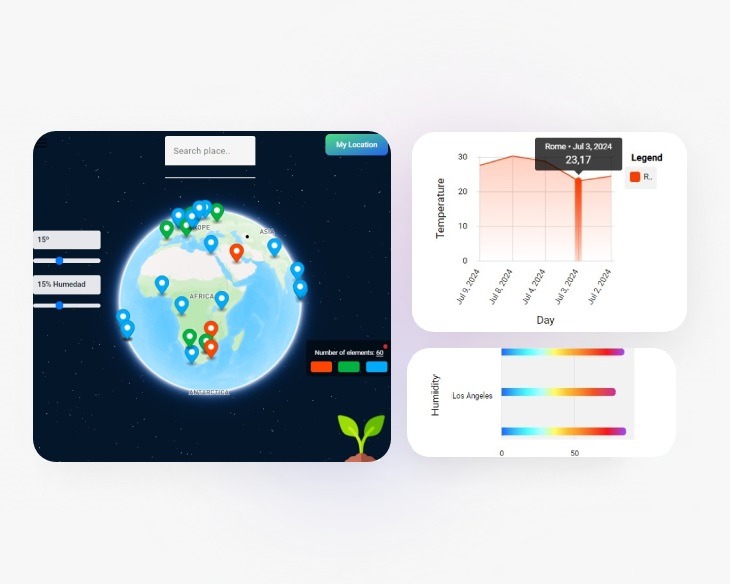 Search place..
My Location
15º
15% Humedad
OPE
ASIA
AFRICA
Number of elements: 60
ANTARCTICA
Rome • Jul 3, 2024
23,17
Legend
R..
Temperature
30
20
10
0
Jul 9, 2024
Jul 8, 2024
Jul 4, 2024
Jul 3, 2024
Jul 2, 2024
Day
Humidity
Los Angeles
0
50